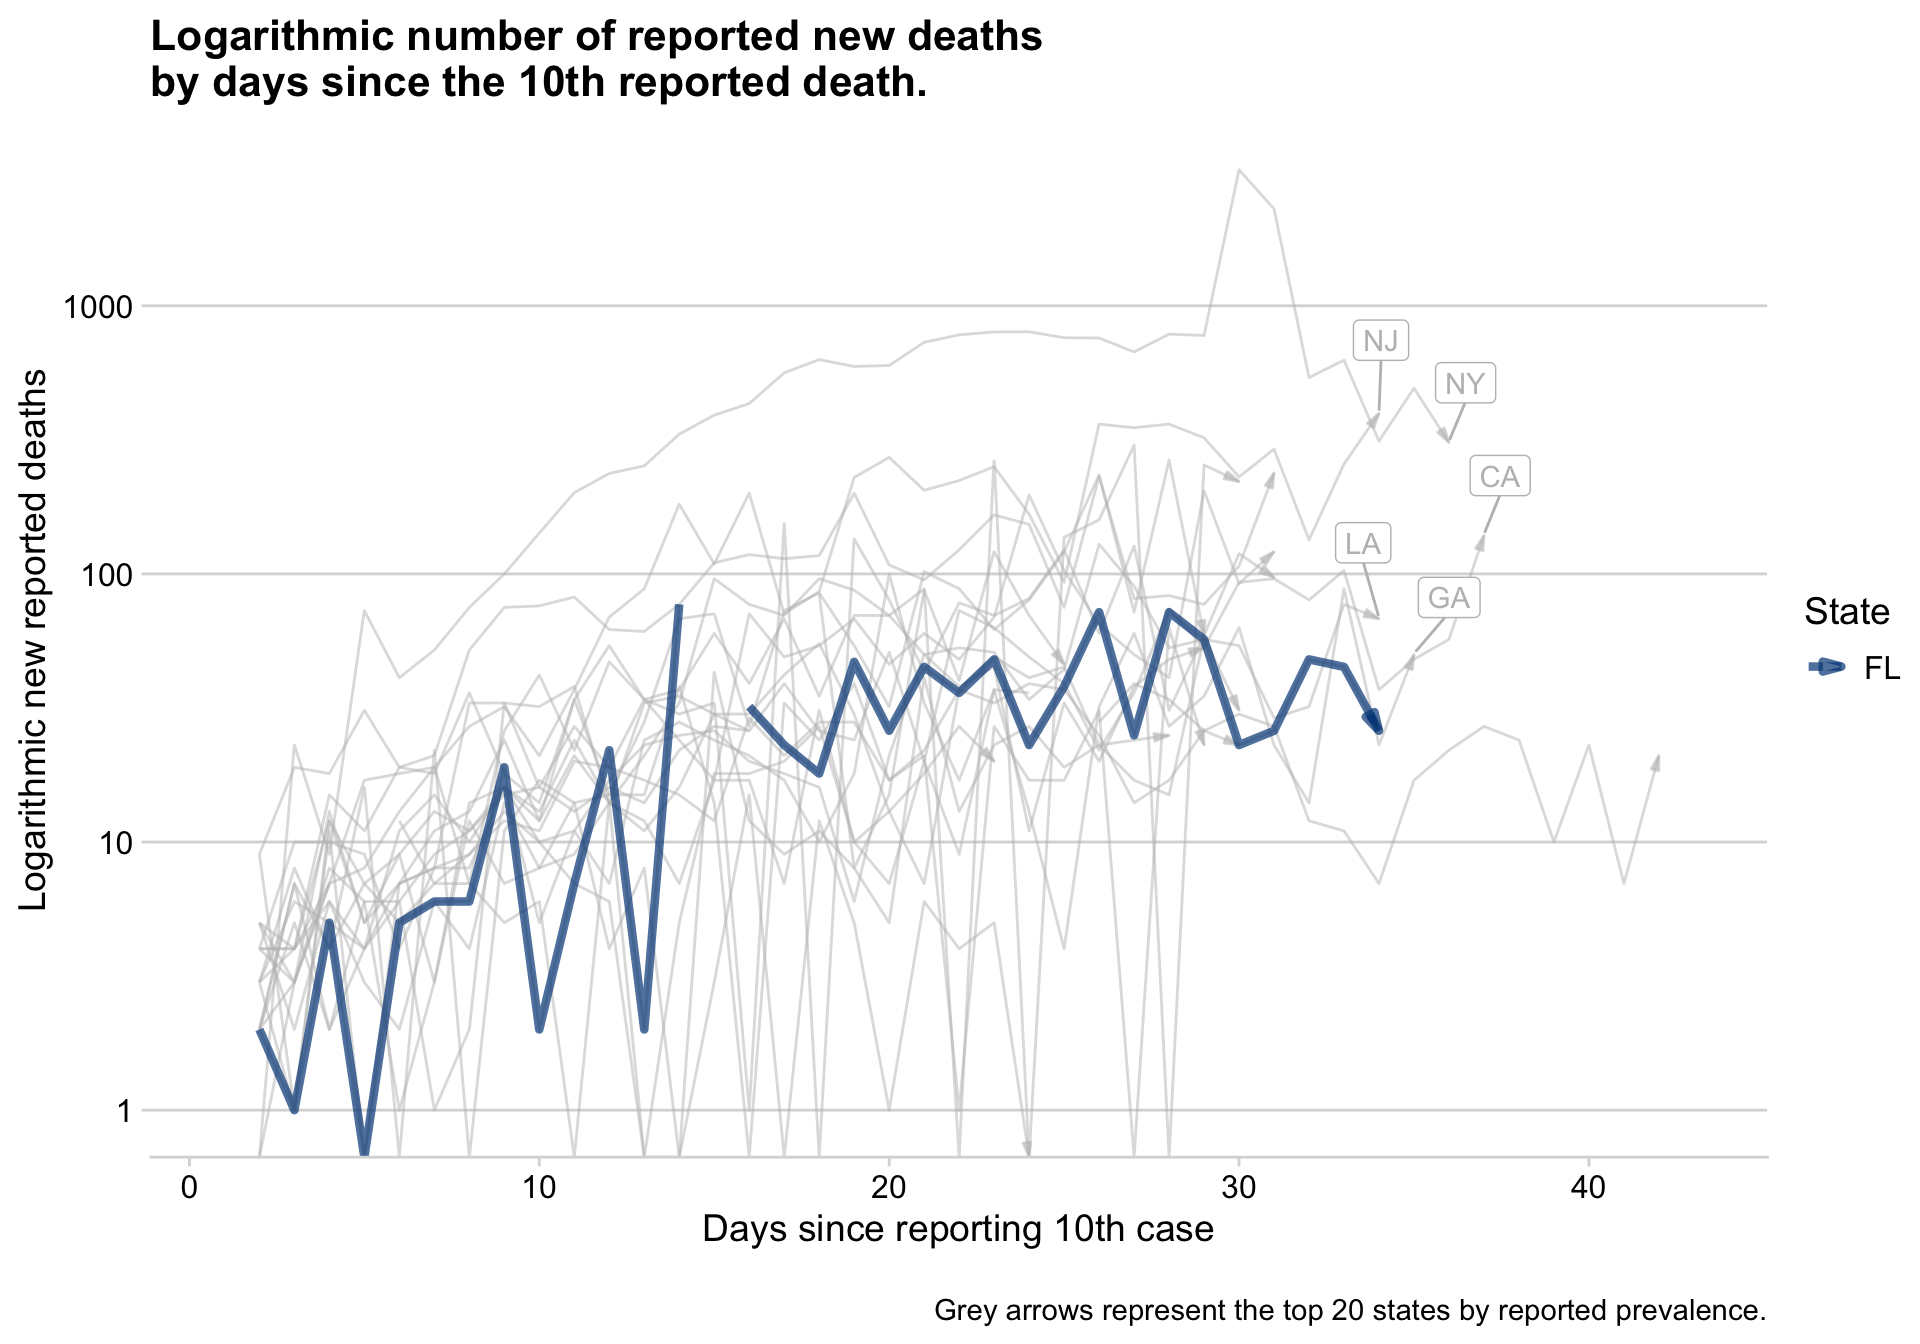 Logarithmic number of reported new deaths
by days since the 10th reported death.
Logarithmic new reported deaths
1000
100
10
1
NJ
NY
CA
LA
GA
State
FL
0
10
20
30
40
Days since reporting 10th case
Grey arrows represent the top 20 states by reported prevalence.